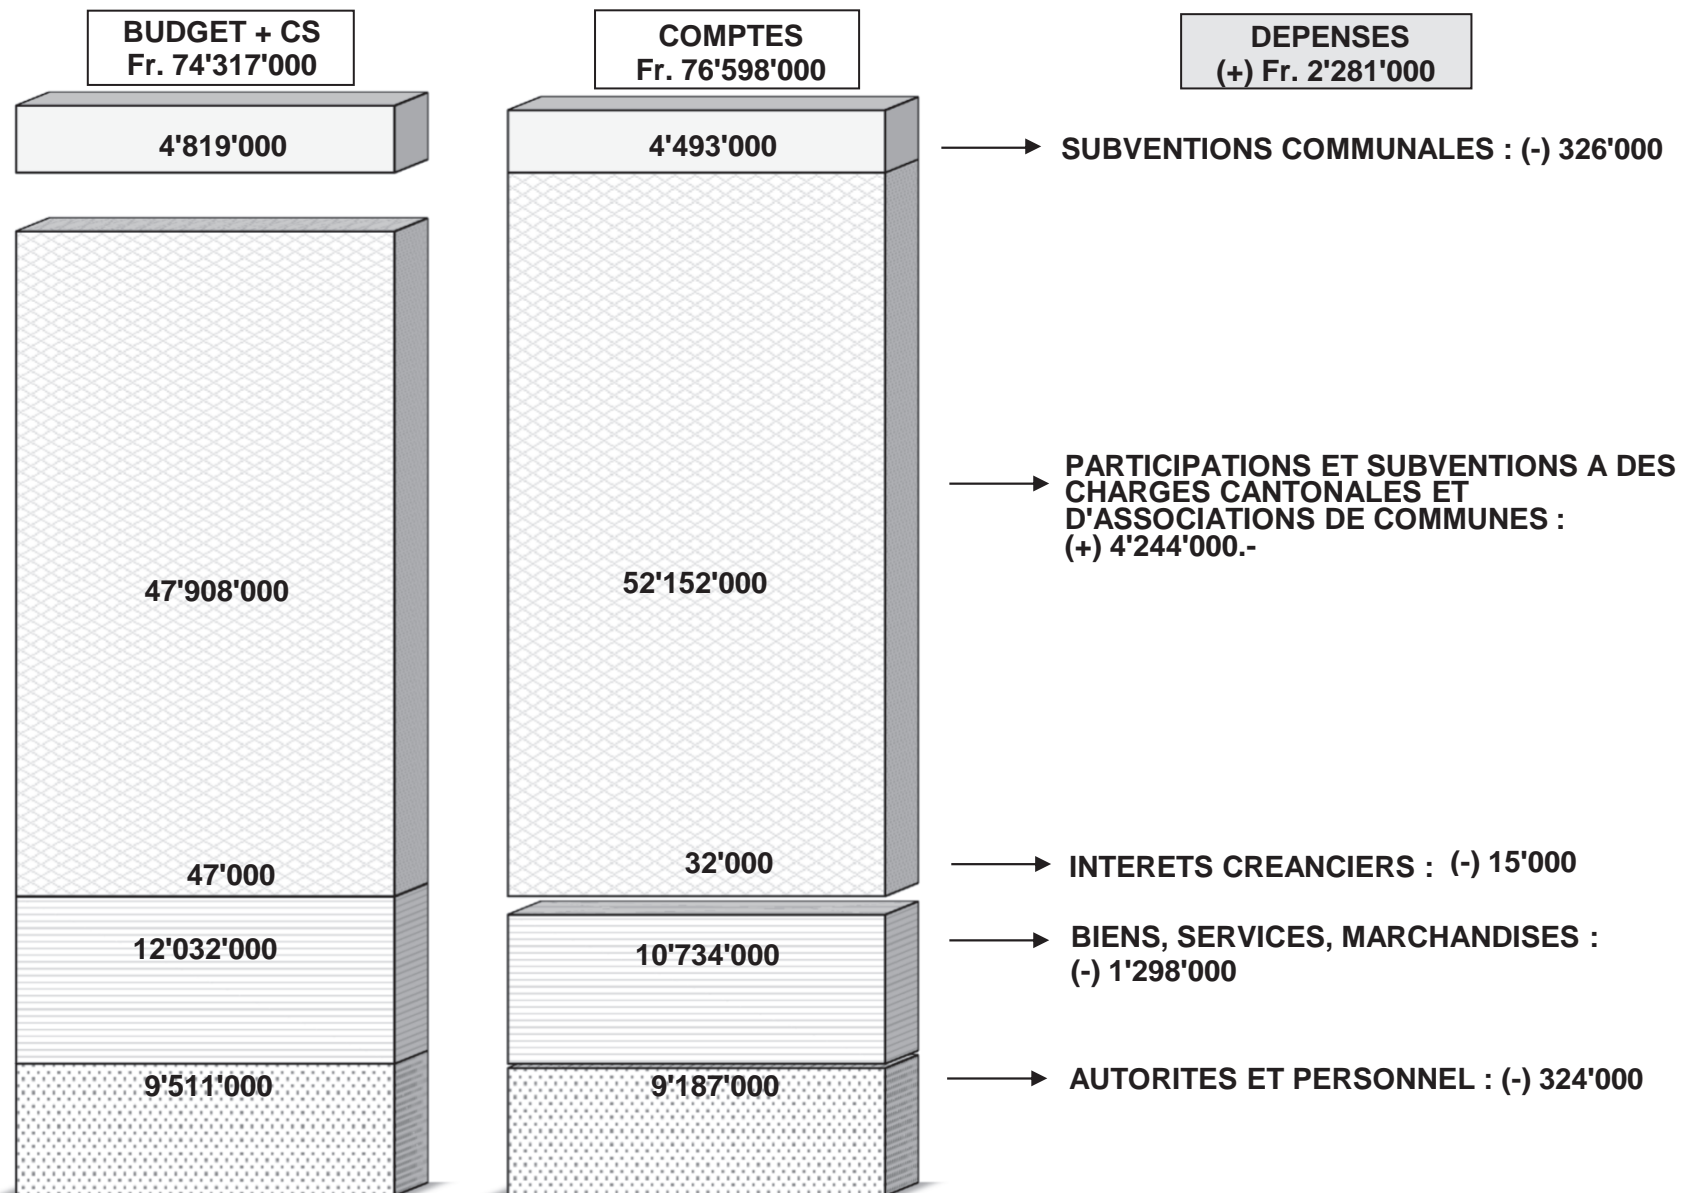 BUDGET + CS
Fr. 74'317'000
COMPTES
Fr. 76'598'000
DEPENSES
(+) Fr. 2'281'000
4'819'000
4'493'000
SUBVENTIONS COMMUNALES : (-) 326'000
47'908'000
52'152'000
PARTICIPATIONS ET SUBVENTIONS A DES
CHARGES CANTONALES ET
D'ASSOCIATIONS DE COMMUNES :
(+) 4'244'000.-
47'000
32'000
INTERETS CREANCIERS : (-) 15'000
12'032'000
10'734'000
BIENS, SERVICES, MARCHANDISES :
(-) 1'298'000
9'511'000
9'187'000
AUTORITES ET PERSONNEL : (-) 324'000